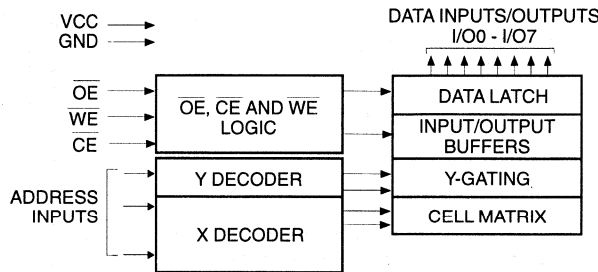 VCC
GND
DATA INPUTS/OUTPUTS
I/O0 - I/O7
OE
WE
CE
OE, CE AND WE
LOGIC
DATA LATCH
INPUT/OUTPUT
BUFFERS
ADDRESS
INPUTS
Y DECODER
X DECODER
Y-GATING
CELL MATRIX